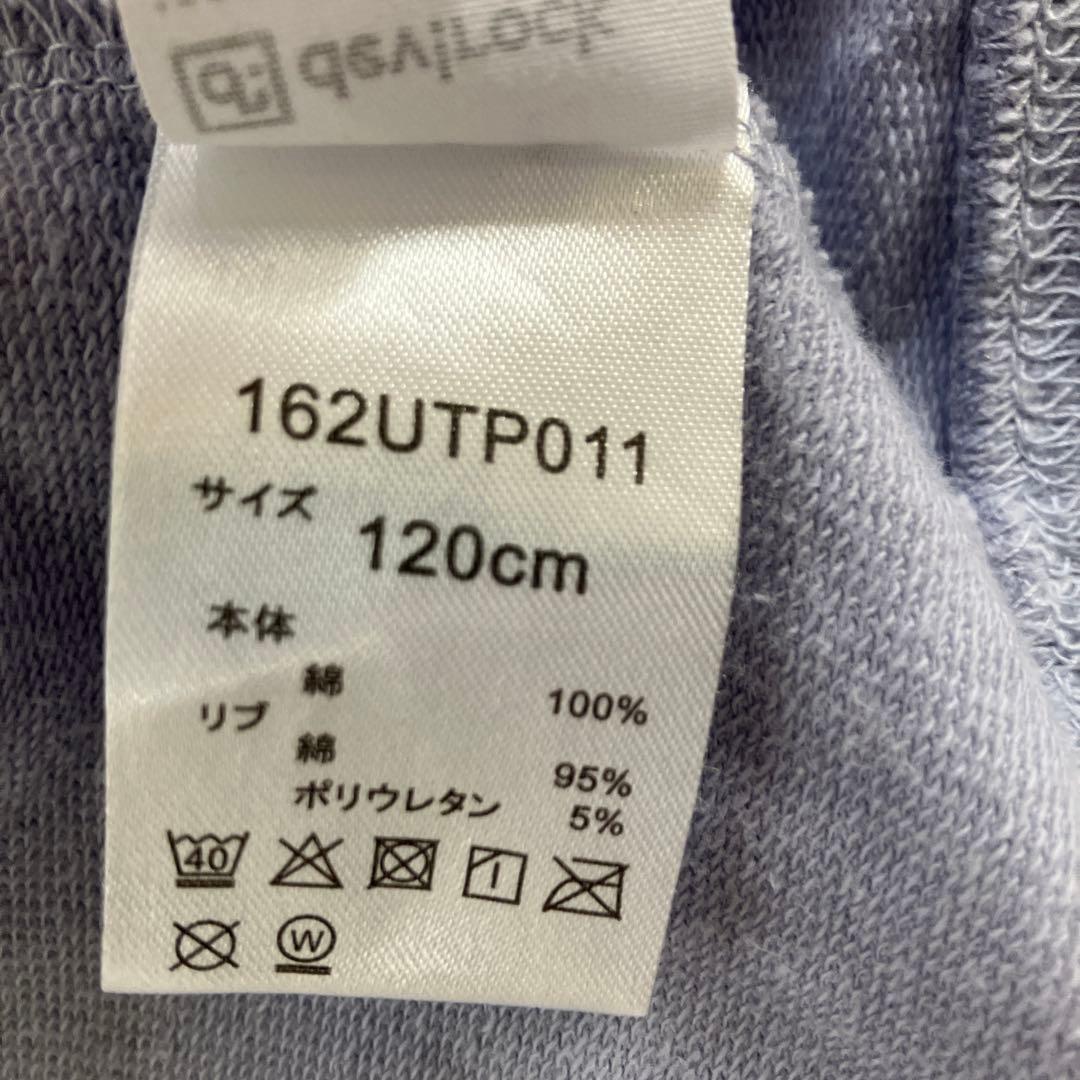 devirock
162UTP011
サイズ
120cm
本体
綿 100%
リブ
綿 95%
ポリウレタン 5%
40
W